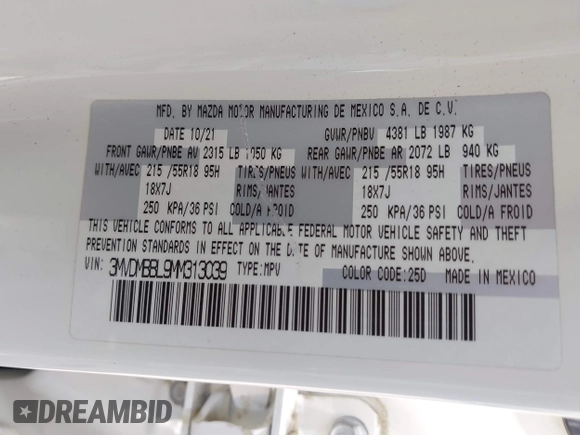 MFD. BY MAZDA MOTOR MANUFACTURING DE MEXICO S.A. DE C.V.
DATE 10/21 GVWR/PNBV 4381 LB 1987 KG
FRONT GAWR/PNBE AV 2315 LB 1050 KG REAR GAWR/PNBE AR 2072 LB 940 KG
WITH/AVEC 215 /55R18 95H TIRES/PNEUS WITH/AVEC 215 /55R18 95H TIRES/PNEUS
18X7J RIMS/JANTES 18X7J RIMS/JANTES
250 KPA/36 PSI COLD/A FROID 250 KPA/36 PSI COLD/A FROID
THIS VEHICLE CONFORMS TO ALL APPLICABLE FEDERAL MOTOR VEHICLE SAFETY AND THEFT
PREVENTION STANDARDS IN EFFECT ON THE DATE OF MANUFACTURE SHOWN ABOVE.
VIN: 3MVDMBBL9MM313039 TYPE:MPV COLOR CODE:25D MADE IN MEXICO
DREAMBID